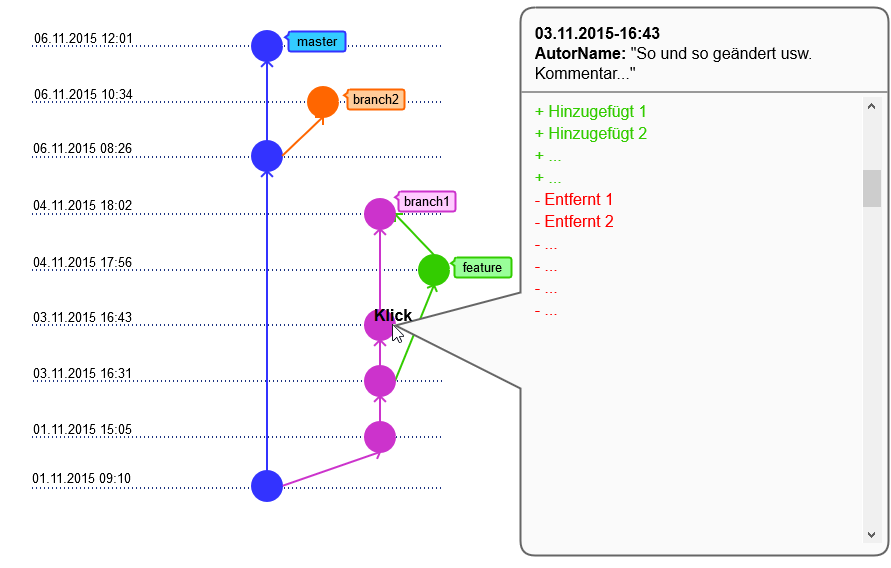 06.11.2015 12:01
master
06.11.2015 10:34
branch2
06.11.2015 08:26
04.11.2015 18:02
branch1
04.11.2015 17:56
feature
03.11.2015 16:43
Klick
03.11.2015 16:31
01.11.2015 15:05
01.11.2015 09:10
03.11.2015-16:43
AutorName: "So und so geändert usw.
Kommentar..."
+ Hinzugefügt 1
+ Hinzugefügt 2
+ ...
+ ...
- Entfernt 1
- Entfernt 2
- ...
- ...
- ...
- ...